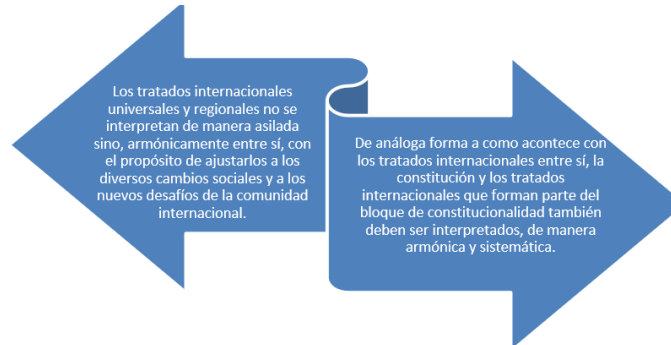 Los tratados internacionales
universales y regionales no se
interpretan de manera asilada
sino, armónicamente entre sí, con
el propósito de ajustarlos a los
diversos cambios sociales y a los
nuevos desafíos de la comunidad
internacional.
De análoga forma a como acontece con
los tratados internacionales entre sí, la
constitución y los tratados
internacionales que forman parte del
bloque de constitucionalidad también
deben ser interpretados, de manera
armónica y sistemática.